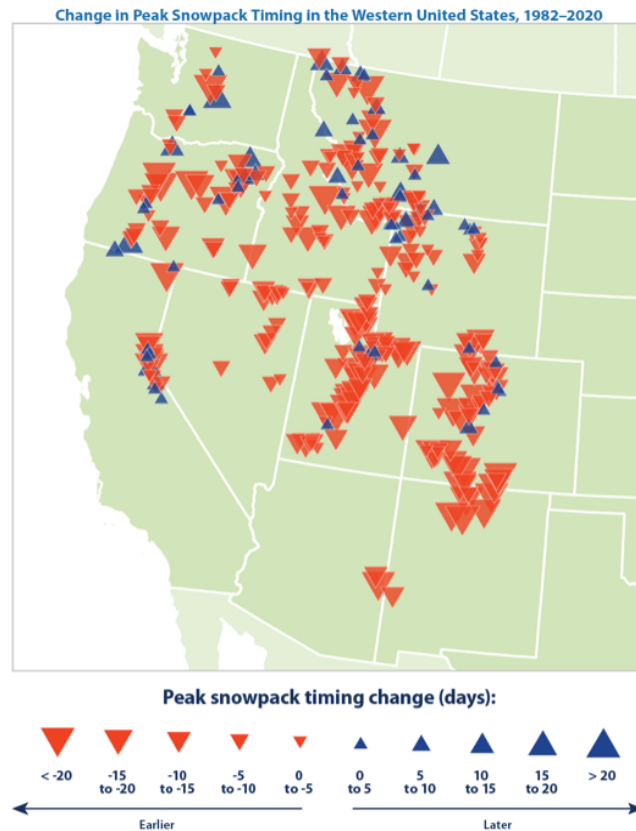 Change in Peak Snowpack Timing in the Western United States, 1982–2020
Peak snowpack timing change (days):
< -20
-15
to -20
-10
to -15
-5
to -10
0
to -5
0
to 5
5
to 10
10
to 15
15
to 20
> 20
Earlier
Later